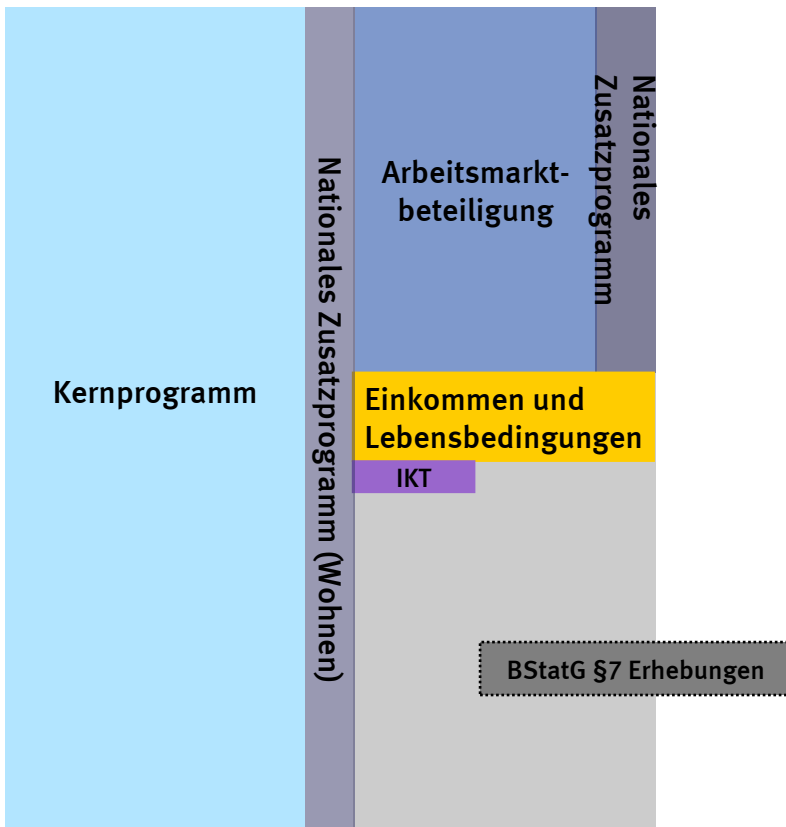 Kernprogramm
Nationales Zusatzprogramm (Wohnen)
Arbeitsmarkt-
beteiligung
Nationales
Zusatzprogramm
Einkommen und
Lebensbedingungen
IKT
BStatG §7 Erhebungen